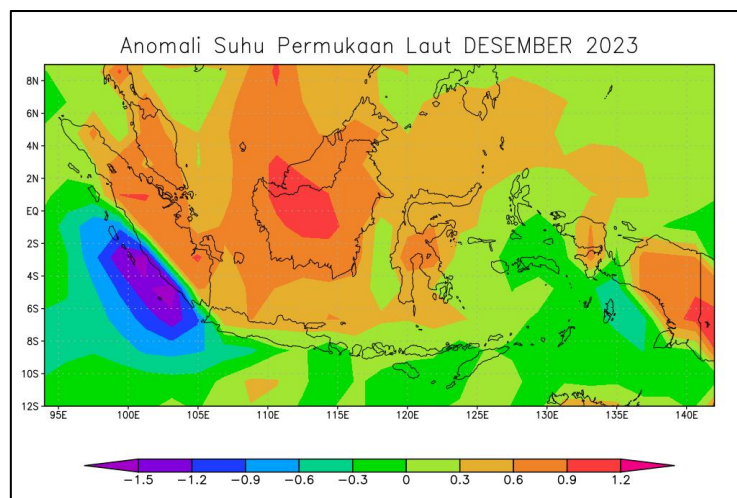 Anomali Suhu Permukaan Laut DESEMBER 2023
8N
6N
4N
2N
EQ
2S
4S
6S
8S
10S
12S
95E 100E 105E 110E 115E 120E 125E 130E 135E 140E
−1.5 −1.2 −0.9 −0.6 −0.3 0 0.3 0.6 0.9 1.2